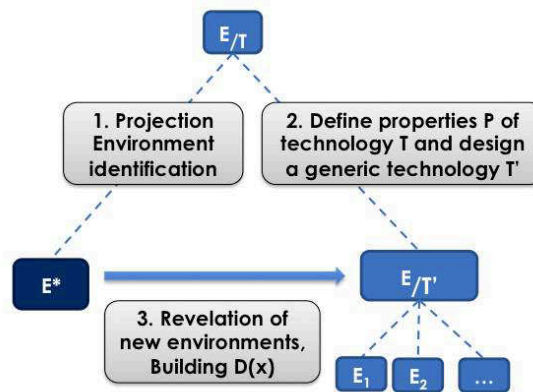 E/T
1. Projection
Environment
identification
2. Define properties P of
technology T and design
a generic technology T’
E*
E/T’
3. Revelation of
new environments,
Building D(x)
E1
E2
...